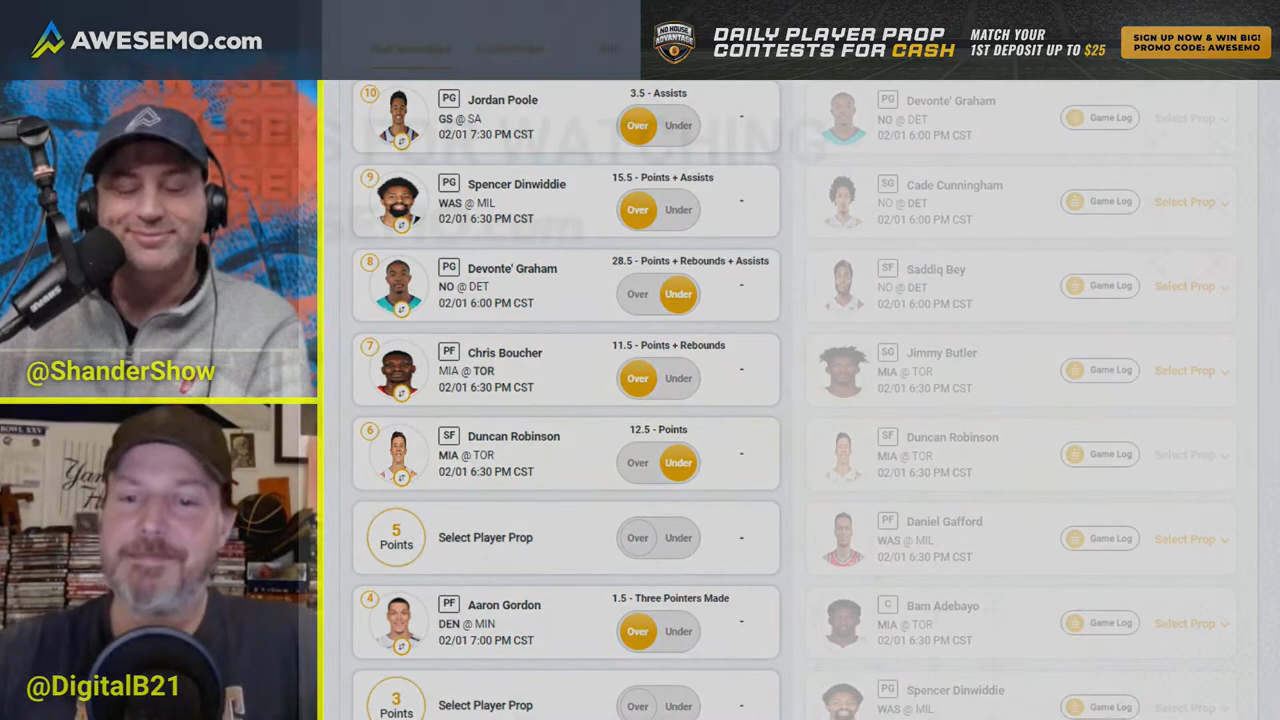 AWESEMO.com
NO HOUSE
ADVANTAGE
DAILY PLAYER PROP
CONTESTS FOR CASH
MATCH YOUR
1ST DEPOSIT UP TO $25
SIGN UP NOW & WIN BIG!
PROMO CODE: AWESEMO
10
PG Jordan Poole
GS @ SA
02/01 7:30 PM CST
3.5 - Assists
Over Under
-
9
PG Spencer Dinwiddie
WAS @ MIL
02/01 6:30 PM CST
15.5 - Points + Assists
Over Under
-
8
PG Devonte' Graham
NO @ DET
02/01 6:00 PM CST
28.5 - Points + Rebounds + Assists
Over Under
-
7
PF Chris Boucher
MIA @ TOR
02/01 6:30 PM CST
11.5 - Points + Rebounds
Over Under
-
6
SF Duncan Robinson
MIA @ TOR
02/01 6:30 PM CST
12.5 - Points
Over Under
-
5
Points
Select Player Prop
Over Under
-
4
PF Aaron Gordon
DEN @ MIN
02/01 7:00 PM CST
1.5 - Three Pointers Made
Over Under
-
3
Points
Select Player Prop
Over Under
-
PG Devonte' Graham
NO @ DET
02/01 6:00 PM CST
Game Log
Select Prop
SG Cade Cunningham
NO @ DET
02/01 6:00 PM CST
Game Log
Select Prop
SF Saddiq Bey
NO @ DET
02/01 6:00 PM CST
Game Log
Select Prop
SG Jimmy Butler
MIA @ TOR
02/01 6:30 PM CST
Game Log
Select Prop
SF Duncan Robinson
MIA @ TOR
02/01 6:30 PM CST
Game Log
Select Prop
PF Daniel Gafford
WAS @ MIL
02/01 6:30 PM CST
Game Log
Select Prop
C Bam Adebayo
MIA @ TOR
02/01 6:30 PM CST
Game Log
Select Prop
PG Spencer Dinwiddie
WAS @ MIL
Game Log
Select Prop
FOR WATCHING
@ShanderShow
BOWL XXV
@DigitalB21